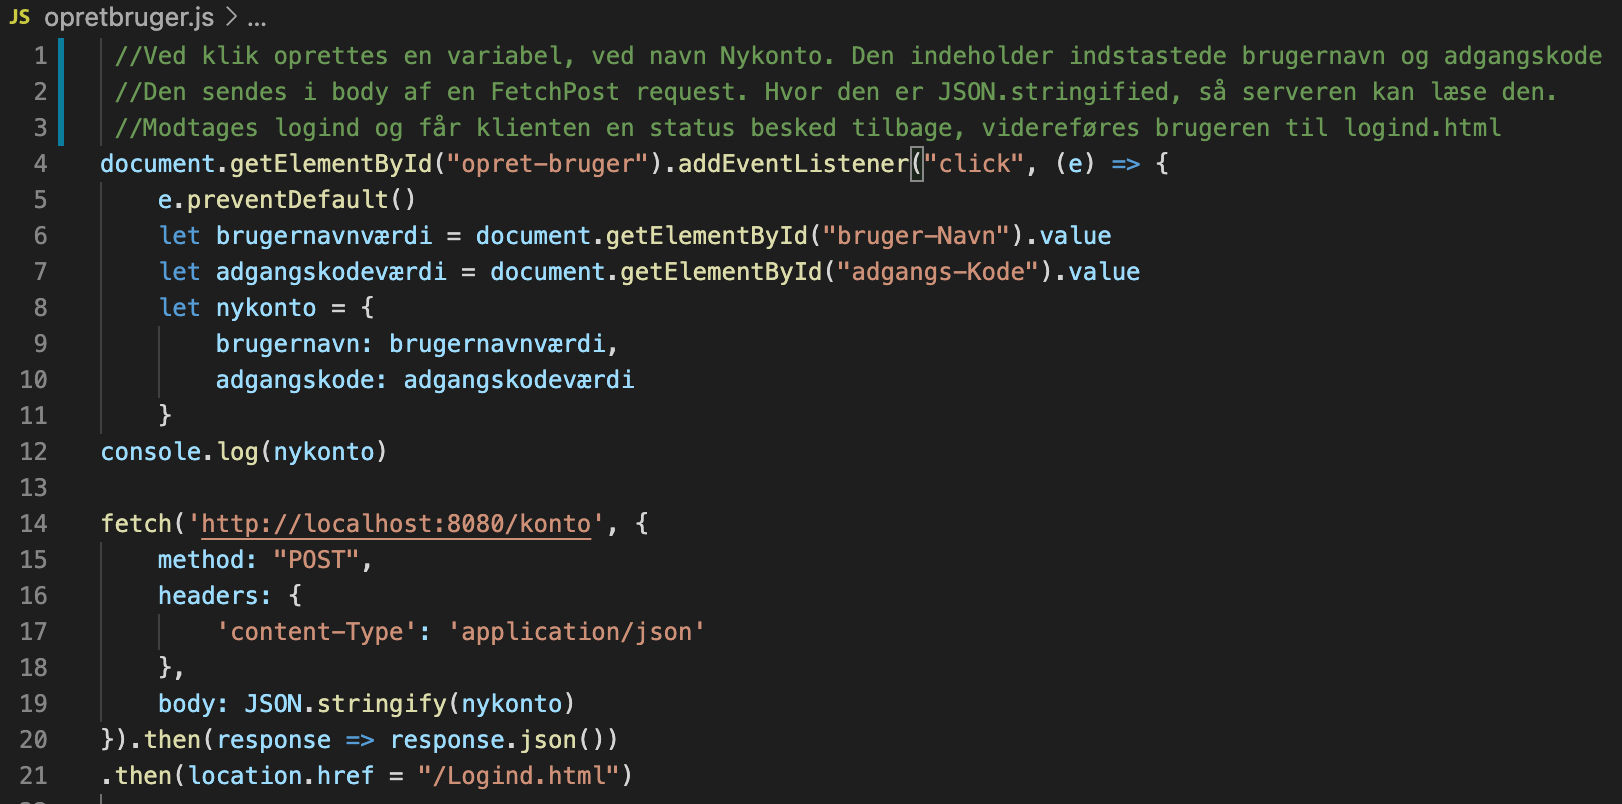 JS opretbruger.js > ...
1 //Ved klik oprettes en variabel, ved navn Nykonto. Den indeholder indstastede brugernavn og adgangskode
2 //Den sendes i body af en FetchPost request. Hvor den er JSON.stringified, så serveren kan læse den.
3 //Modtages logind og får klienten en status besked tilbage, videreføres brugeren til logind.html
4 document.getElementById("opret-bruger").addEventListener("click", (e) => {
5 e.preventDefault()
6 let brugernavnværdi = document.getElementById("bruger-Navn").value
7 let adgangskodeværdi = document.getElementById("adgangs-Kode").value
8 let nykonto = {
9 brugernavn: brugernavnværdi,
10 adgangskode: adgangskodeværdi
11 }
12 console.log(nykonto)
13
14 fetch('http://localhost:8080/konto', {
15 method: "POST",
16 headers: {
17 'content-Type': 'application/json'
18 },
19 body: JSON.stringify(nykonto)
20 }).then(response => response.json())
21 .then(location.href = "/Logind.html")